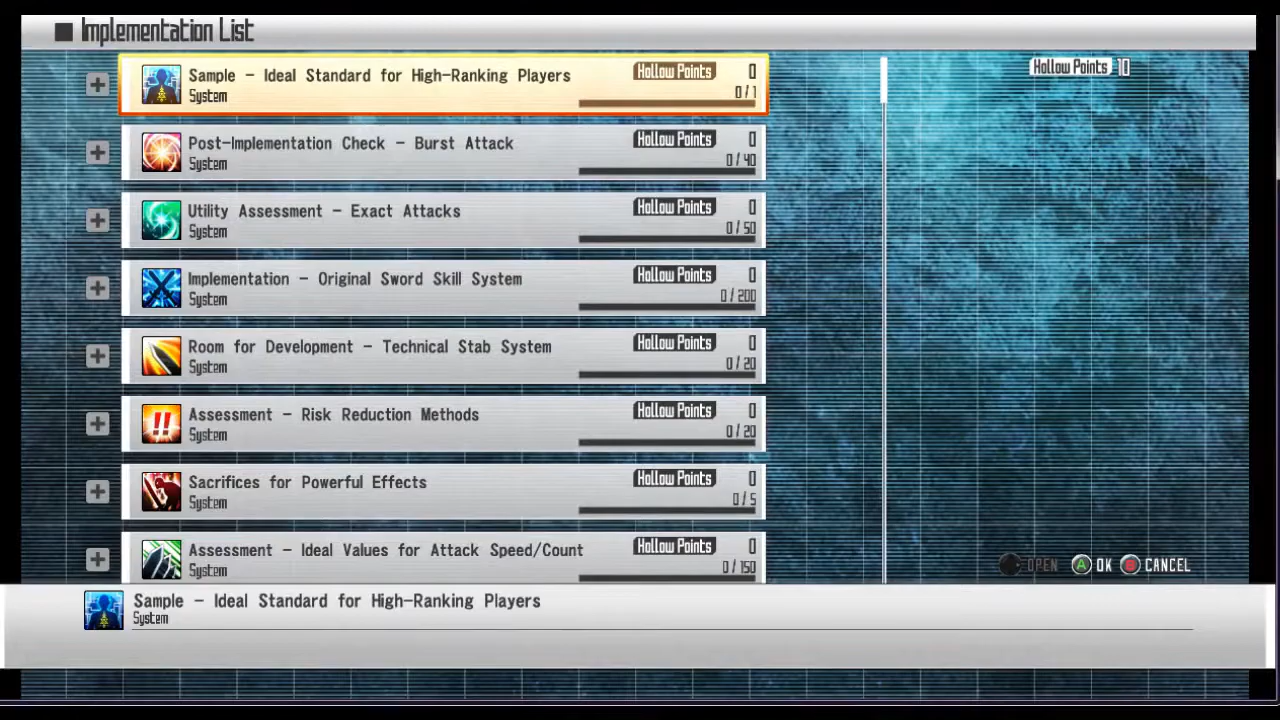 Implementation List
Hollow Points 10
Sample - Ideal Standard for High-Ranking Players
Hollow Points 0
System
0/1
Post-Implementation Check - Burst Attack
Hollow Points 0
System
0/40
Utility Assessment - Exact Attacks
Hollow Points 0
System
0/50
Implementation - Original Sword Skill System
Hollow Points 0
System
0/200
Room for Development - Technical Stab System
Hollow Points 0
System
0/20
Assessment - Risk Reduction Methods
Hollow Points 0
System
0/20
Sacrifices for Powerful Effects
Hollow Points 0
System
0/5
Assessment - Ideal Values for Attack Speed/Count
Hollow Points 0
System
0/150
OPEN A OK B CANCEL
Sample - Ideal Standard for High-Ranking Players
System